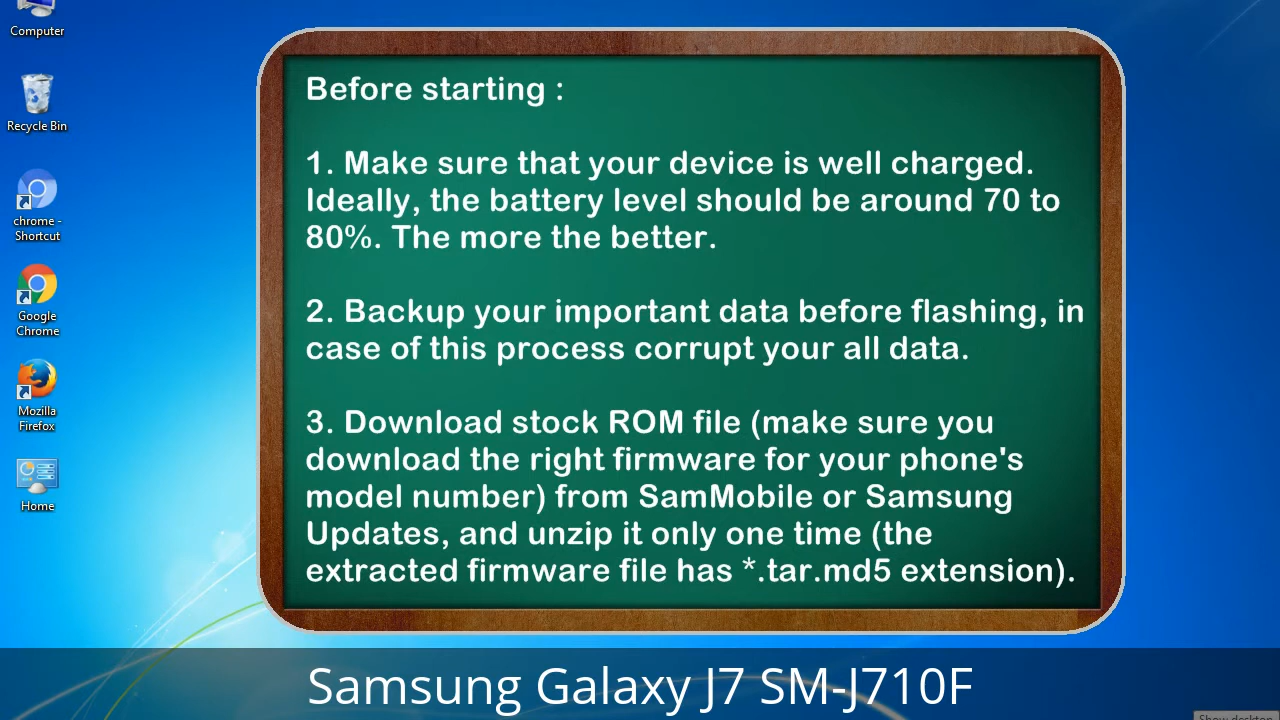 Computer
Recycle Bin
chrome -
Shortcut
Google
Chrome
Mozilla
Firefox
Home
Before starting :
1. Make sure that your device is well charged.
Ideally, the battery level should be around 70 to
80%. The more the better.
2. Backup your important data before flashing, in
case of this process corrupt your all data.
3. Download stock ROM file (make sure you
download the right firmware for your phone's
model number) from SamMobile or Samsung
Updates, and unzip it only one time (the
extracted firmware file has *.tar.md5 extension).
Samsung Galaxy J7 SM-J710F
Show desktop